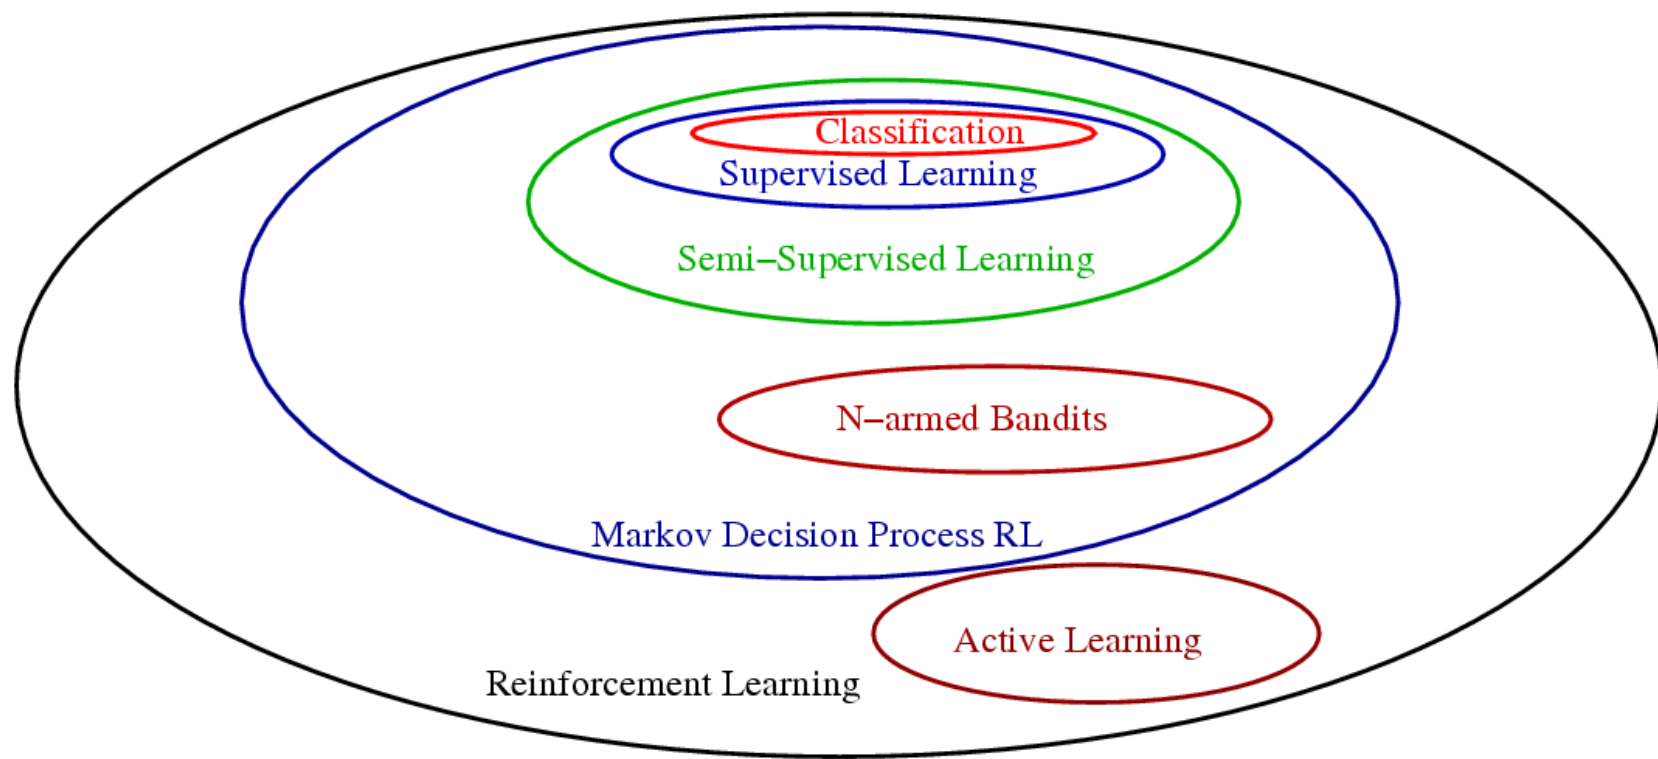 Classification
Supervised Learning
Semi−Supervised Learning
N−armed Bandits
Markov Decision Process RL
Active Learning
Reinforcement Learning